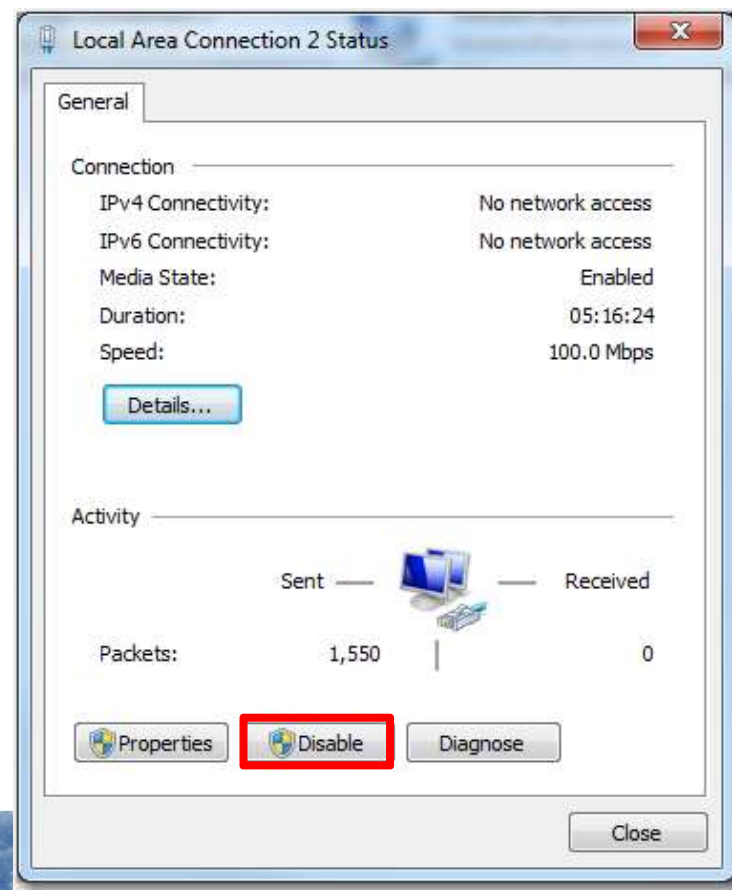 Local Area Connection 2 Status
General
Connection
IPv4 Connectivity: No network access
IPv6 Connectivity: No network access
Media State: Enabled
Duration: 05:16:24
Speed: 100.0 Mbps
Details...
Activity
Sent Received
Packets: 1,550 0
Properties Disable Diagnose
Close